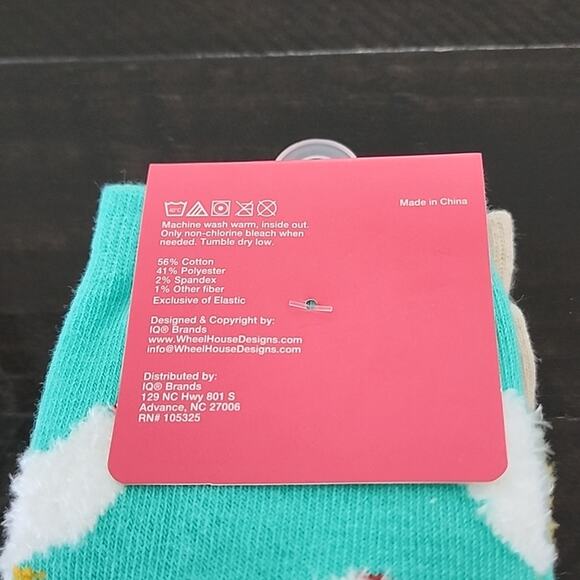 Made in China
40°C
Machine wash warm, inside out.
Only non-chlorine bleach when
needed. Tumble dry low.
56% Cotton
41% Polyester
2% Spandex
1% Other fiber
Exclusive of Elastic
Designed & Copyright by:
IQ® Brands
www.WheelHouseDesigns.com
info@WheelHouseDesigns.com
Distributed by:
IQ® Brands
129 NC Hwy 801 S
Advance, NC 27006
RN# 105325